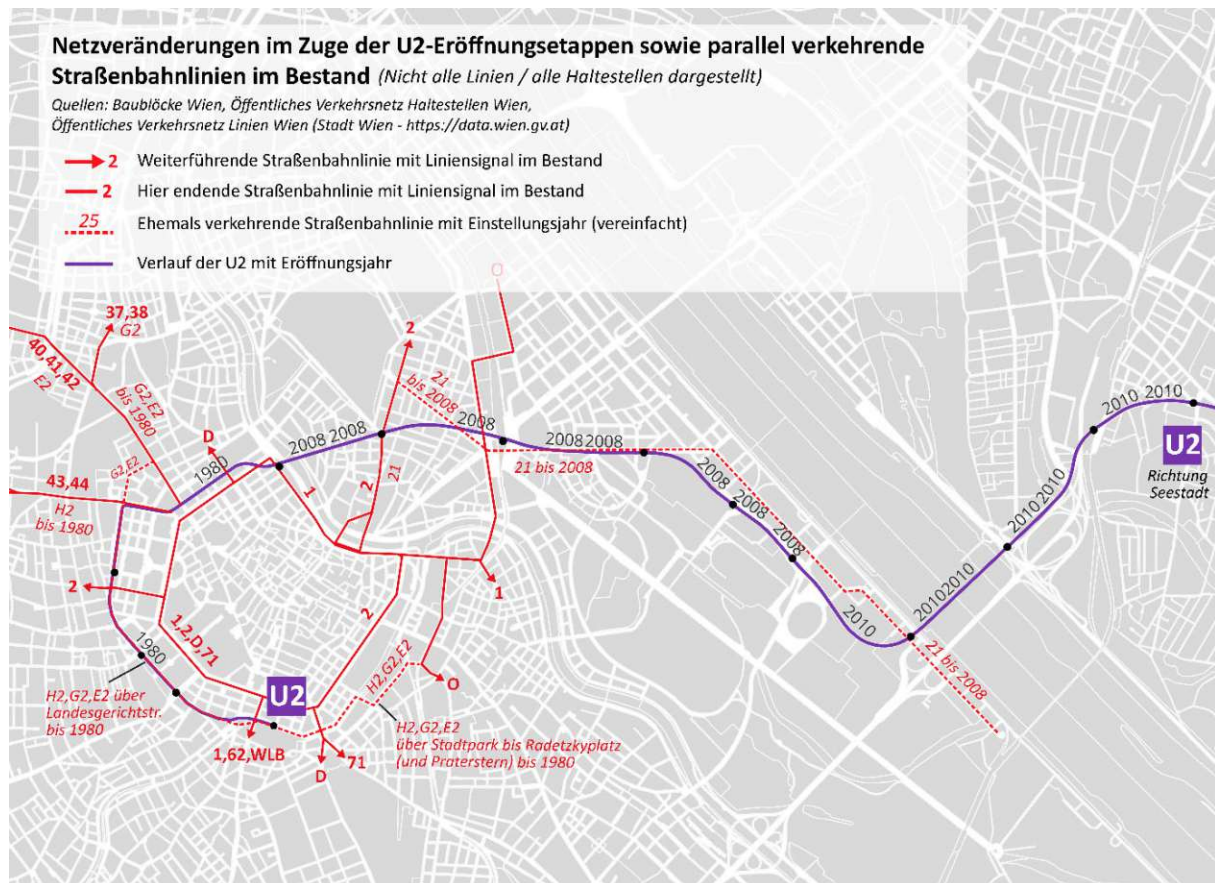 Netzveränderungen im Zuge der U2-Eröffnungsetappen sowie parallel verkehrende
Straßenbahnlinien im Bestand (Nicht alle Linien / alle Haltestellen dargestellt)
Quellen: Baublöcke Wien, Öffentliches Verkehrsnetz Haltestellen Wien,
Öffentliches Verkehrsnetz Linien Wien (Stadt Wien - https://data.wien.gv.at)
2 Weiterführende Straßenbahnlinie mit Liniensignal im Bestand
2 Hier endende Straßenbahnlinie mit Liniensignal im Bestand
25 Ehemals verkehrende Straßenbahnlinie mit Einstellungsjahr (vereinfacht)
Verlauf der U2 mit Eröffnungsjahr
O
37,38
G2
2
40,41,42
E2
G2,E2
bis 1980
21
bis 2008
D
1980
2008 2008
2008
2008 2008
21 bis 2008
2008
2008
2008
2010
2010 2010
2010 2010
2010 2010
U2
Richtung
Seestadt
G2,E2
43,44
H2
bis 1980
1
2
21
1
2
1,2,D,71
2
1980
H2,G2,E2 über
Landesgerichtstr.
bis 1980
U2
H2,G2,E2
O
21 bis 2008
H2,G2,E2
über Stadtpark bis Radetzkyplatz
(und Praterstern) bis 1980
1,62,WLB
D
71